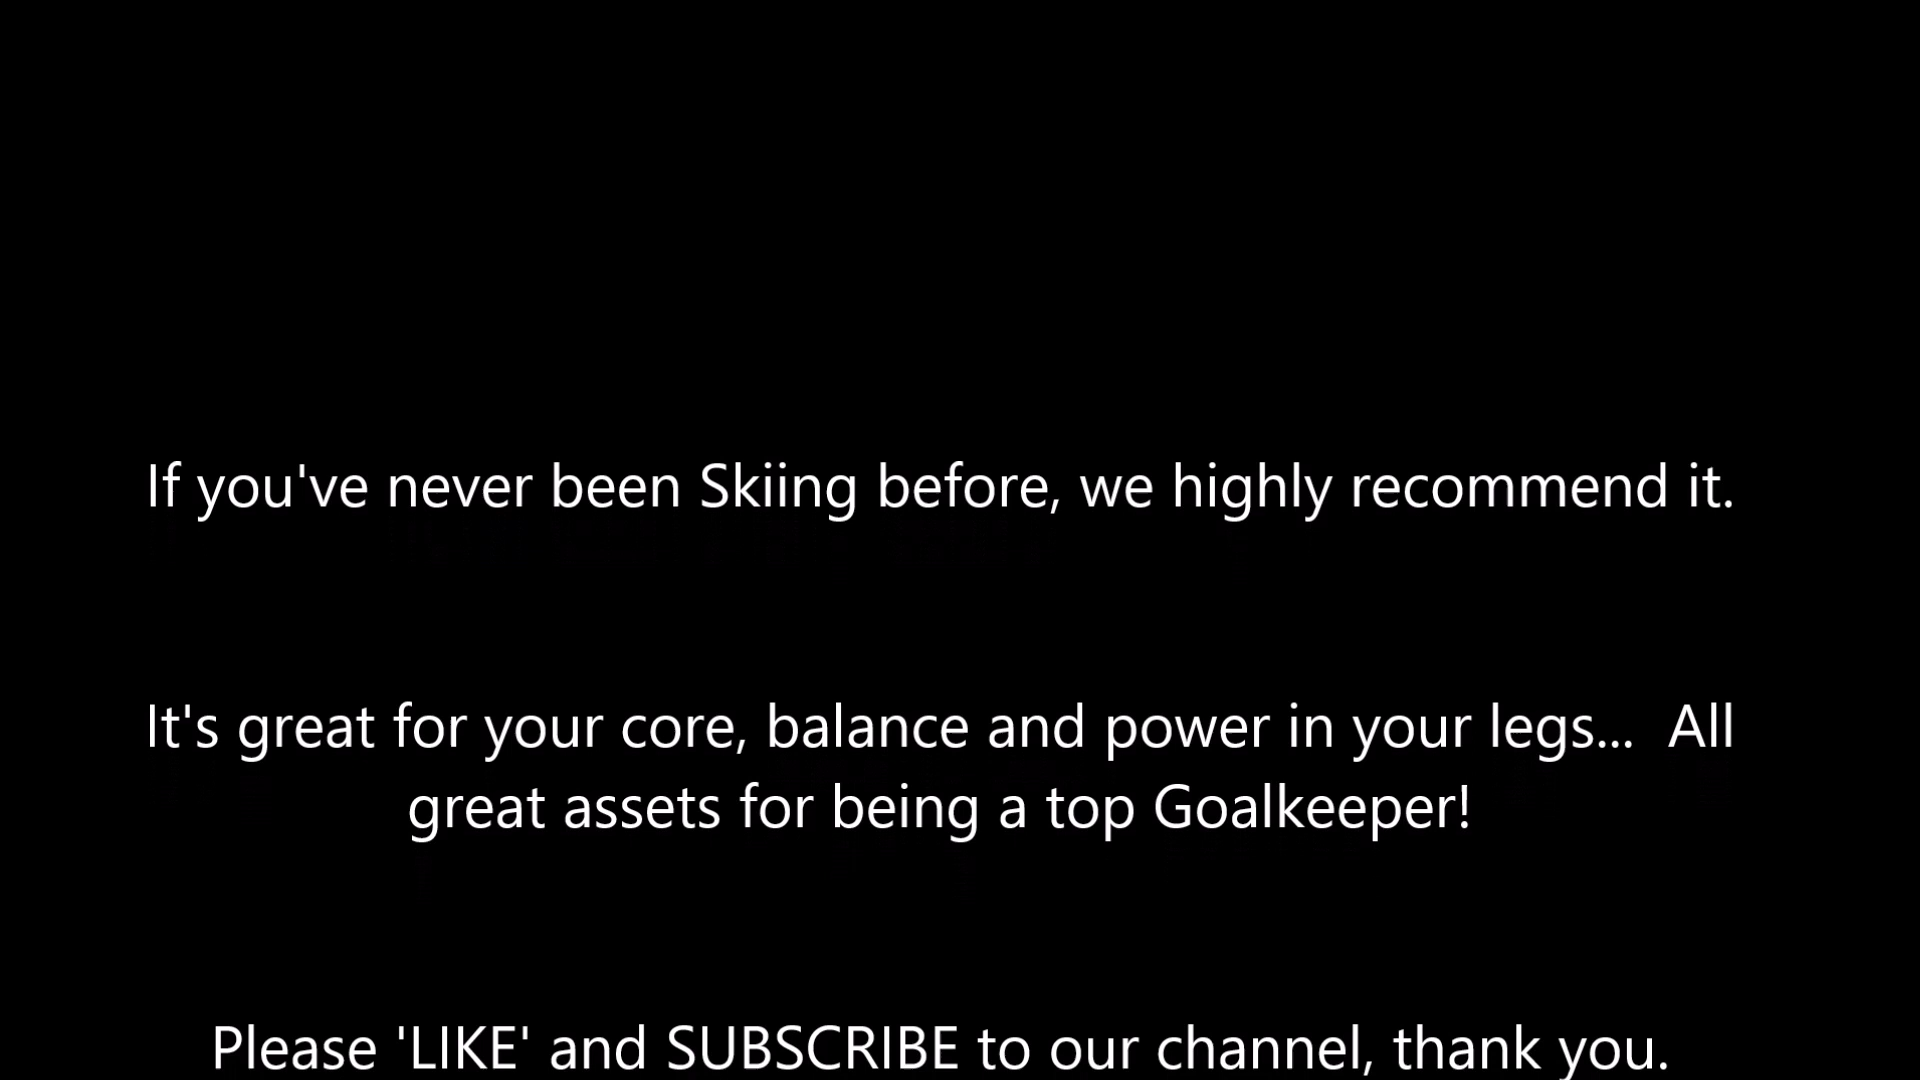 If you've never been Skiing before, we highly recommend it.
It's great for your core, balance and power in your legs...  All
great assets for being a top Goalkeeper!
Please 'LIKE' and SUBSCRIBE to our channel, thank you.